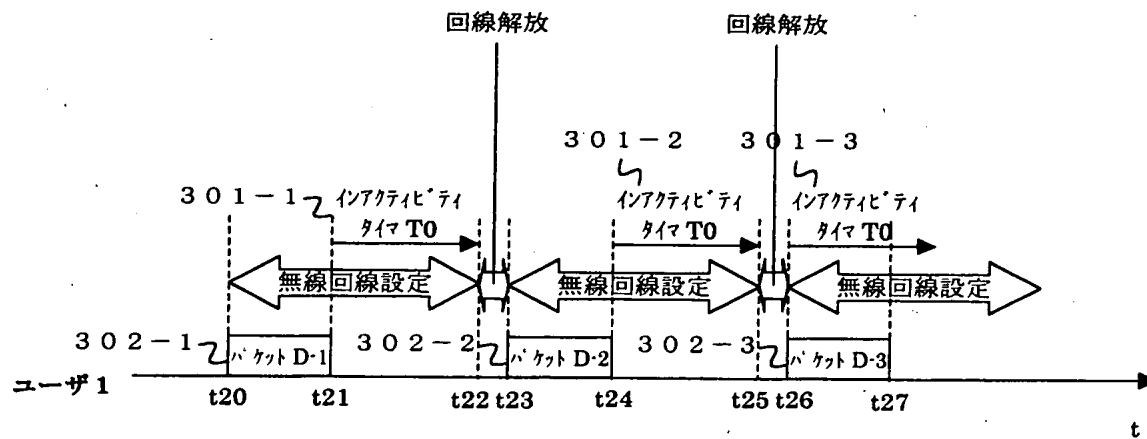 回線解放 回線解放
301-2 301-3
301-1 インアクティビティ インアクティビティ インアクティビティ
タイマ T0 タイマ T0 タイマ T0
無線回線設定 無線回線設定 無線回線設定
302-1 パケット D-1 302-2 パケット D-2 302-3 パケット D-3
ユーザ1
t20 t21 t22 t23 t24 t25 t26 t27
t